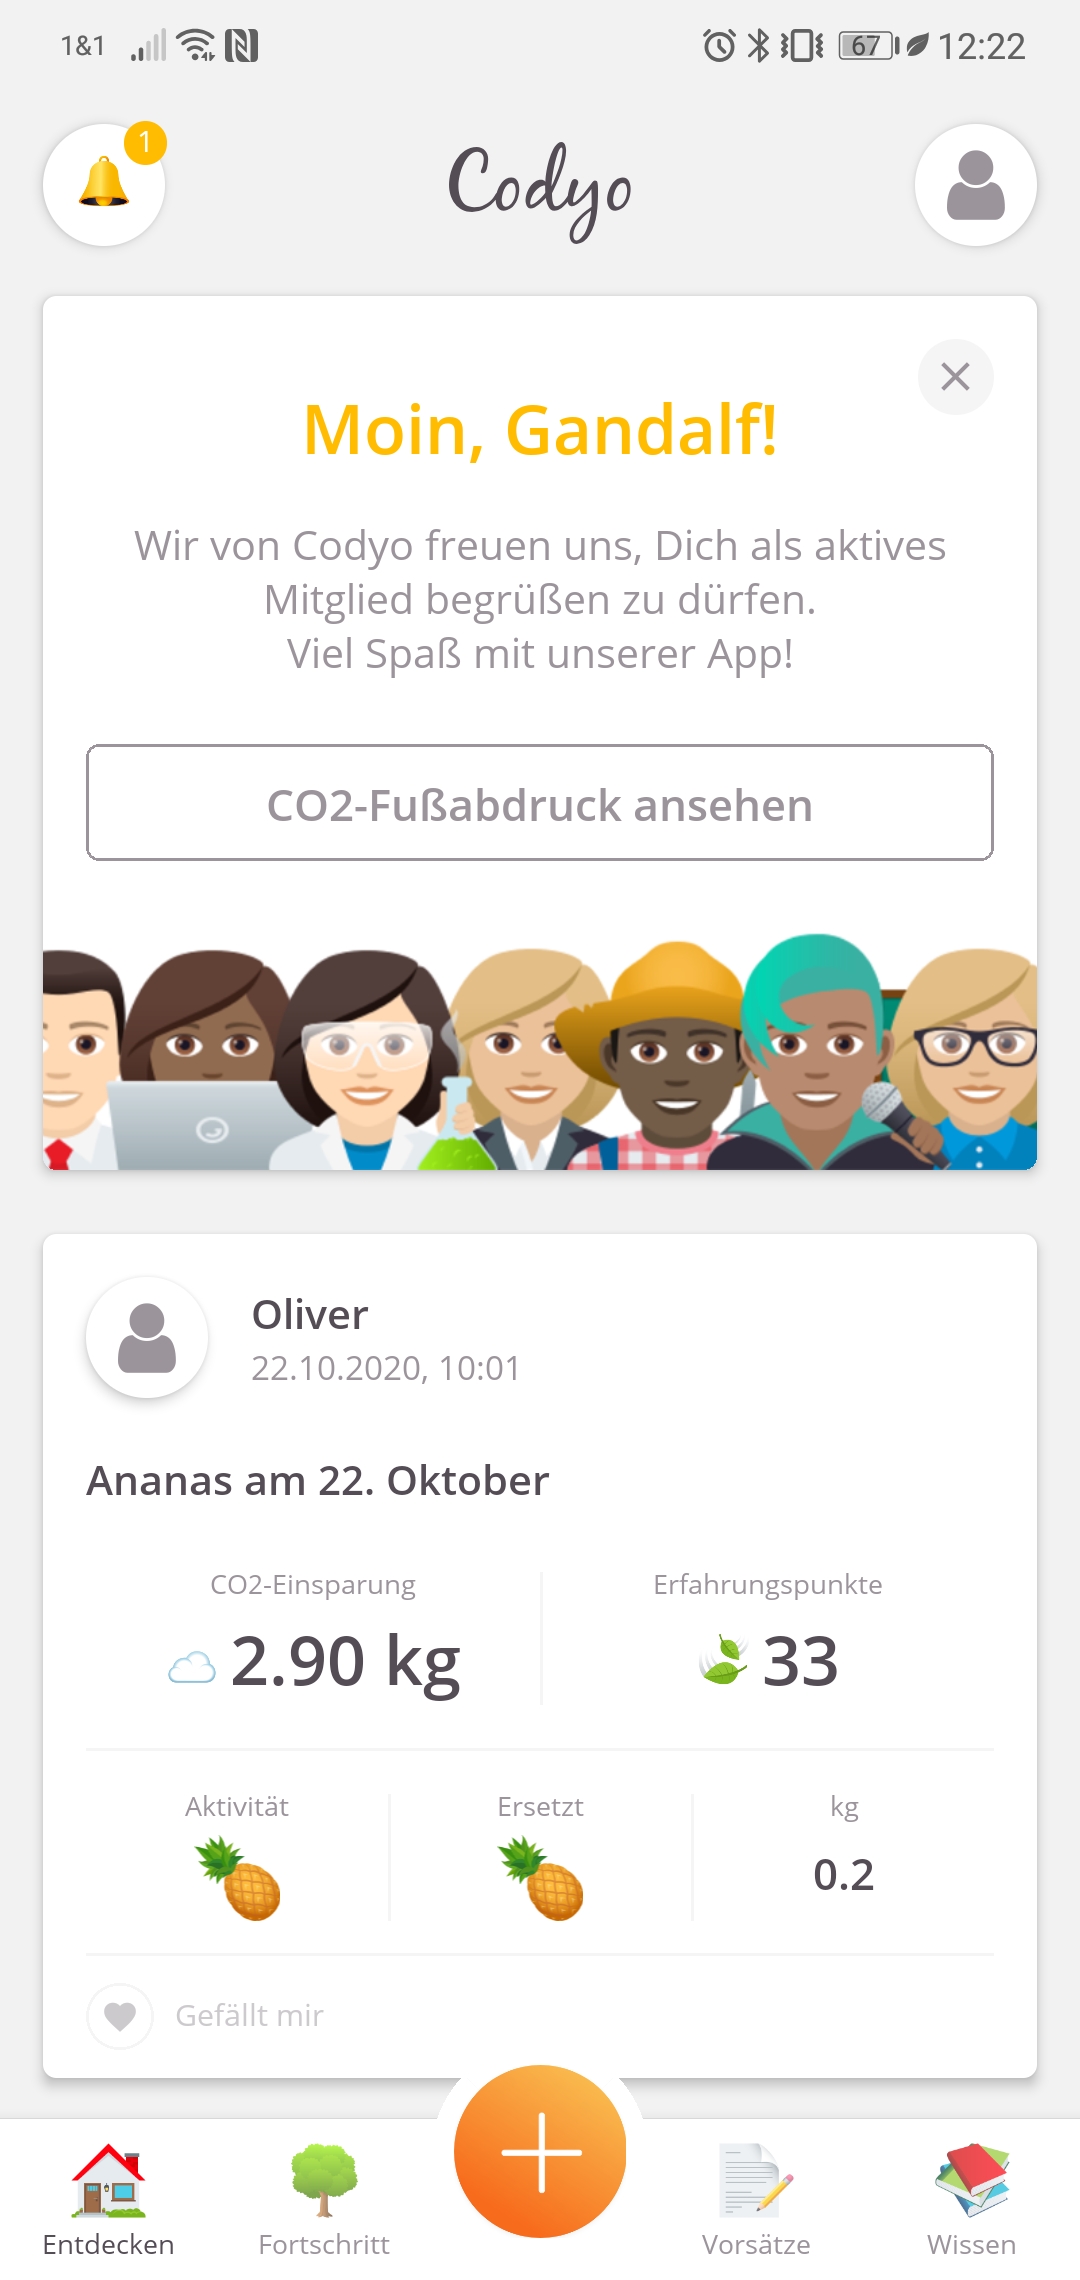 1&1
67
12:22
1
Codyo
Moin, Gandalf!
Wir von Codyo freuen uns, Dich als aktives
Mitglied begrüßen zu dürfen.
Viel Spaß mit unserer App!
CO2-Fußabdruck ansehen
Oliver
22.10.2020, 10:01
Ananas am 22. Oktober
CO2-Einsparung
Erfahrungspunkte
2.90 kg
33
Aktivität
Ersetzt
kg
0.2
Gefällt mir
Entdecken
Fortschritt
Vorsätze
Wissen